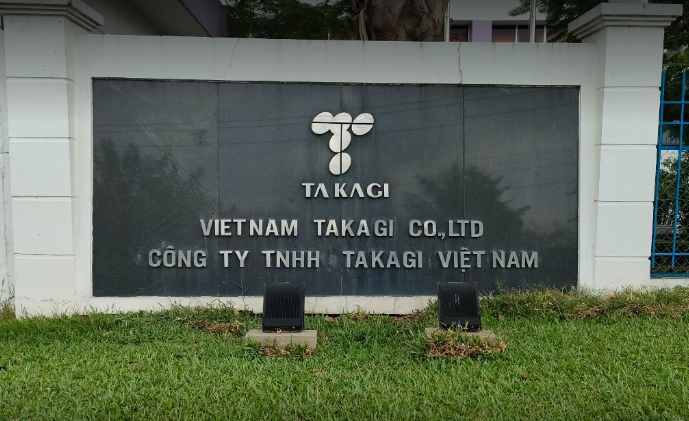 TAKAGI
VIETNAM TAKAGI CO.,LTD
CÔNG TY TNHH TAKAGI VIỆT NAM